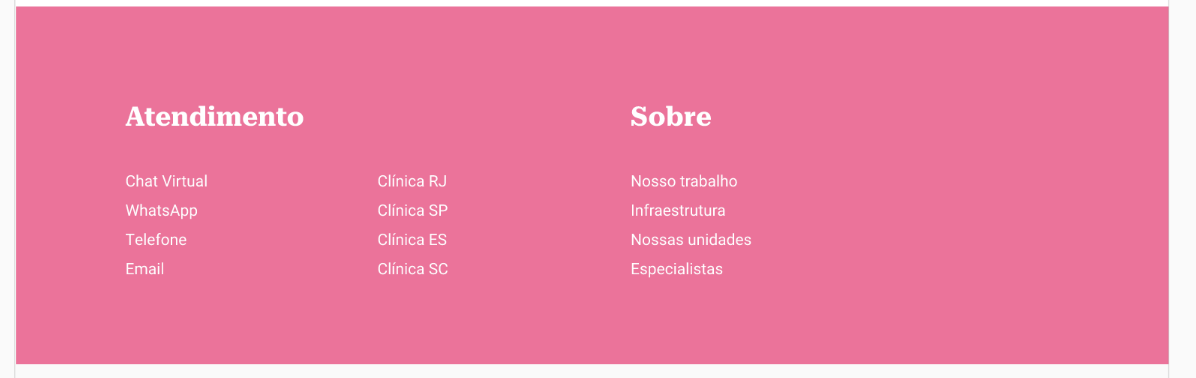 Atendimento
Chat Virtual
WhatsApp
Telefone
Email
Clínica RJ
Clínica SP
Clínica ES
Clínica SC
Sobre
Nosso trabalho
Infraestrutura
Nossas unidades
Especialistas